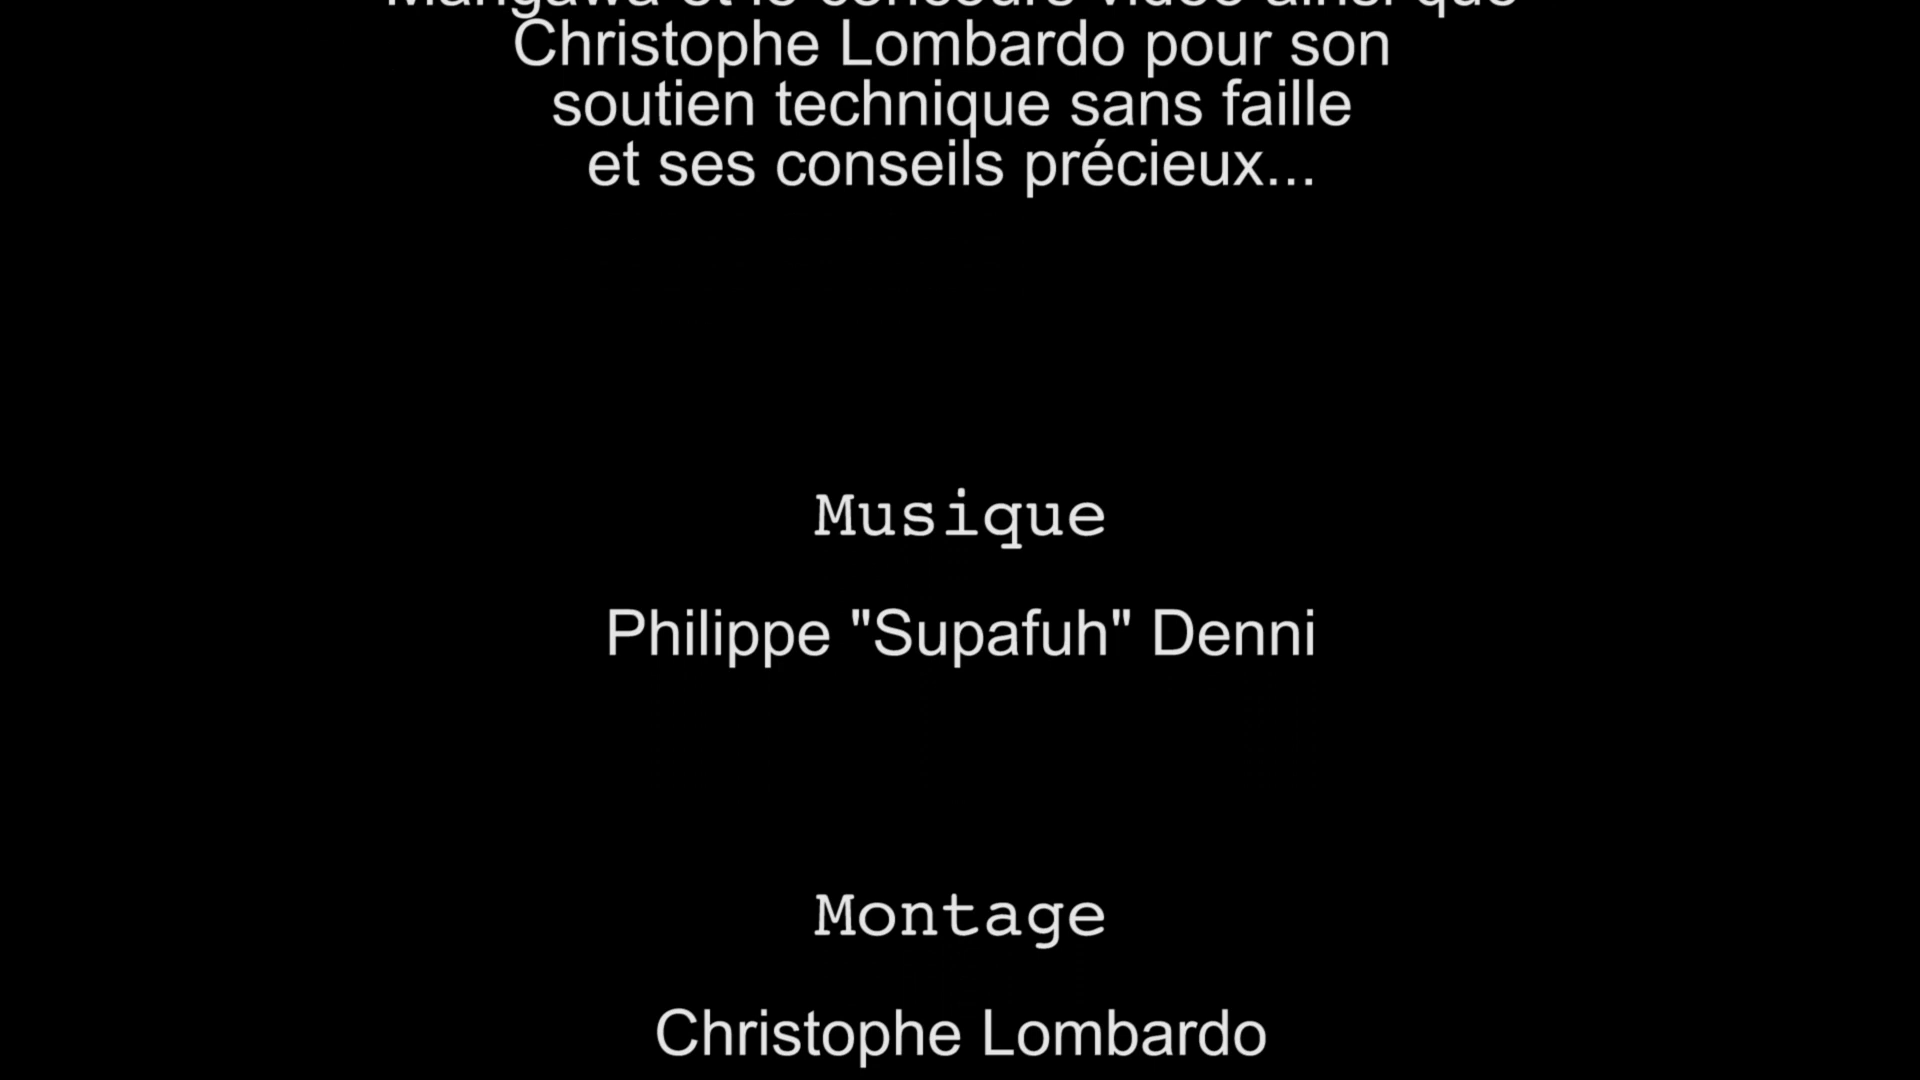 Mangawa et le concours vidéo ainsi que
Christophe Lombardo pour son
soutien technique sans faille
et ses conseils précieux...
Musique
Philippe "Supafuh" Denni
Montage
Christophe Lombardo